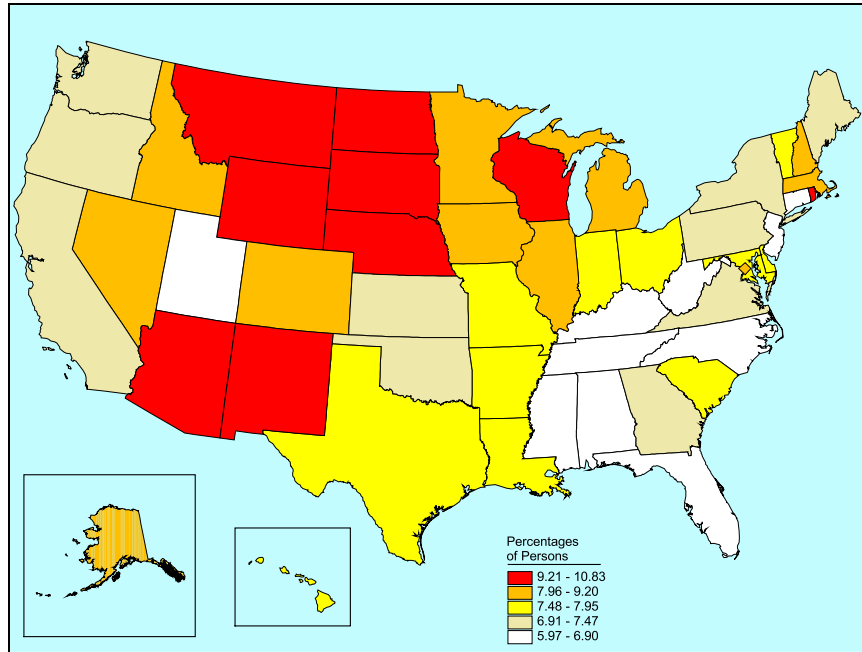 Percentages
of Persons
9.21 - 10.83
7.96 - 9.20
7.48 - 7.95
6.91 - 7.47
5.97 - 6.90